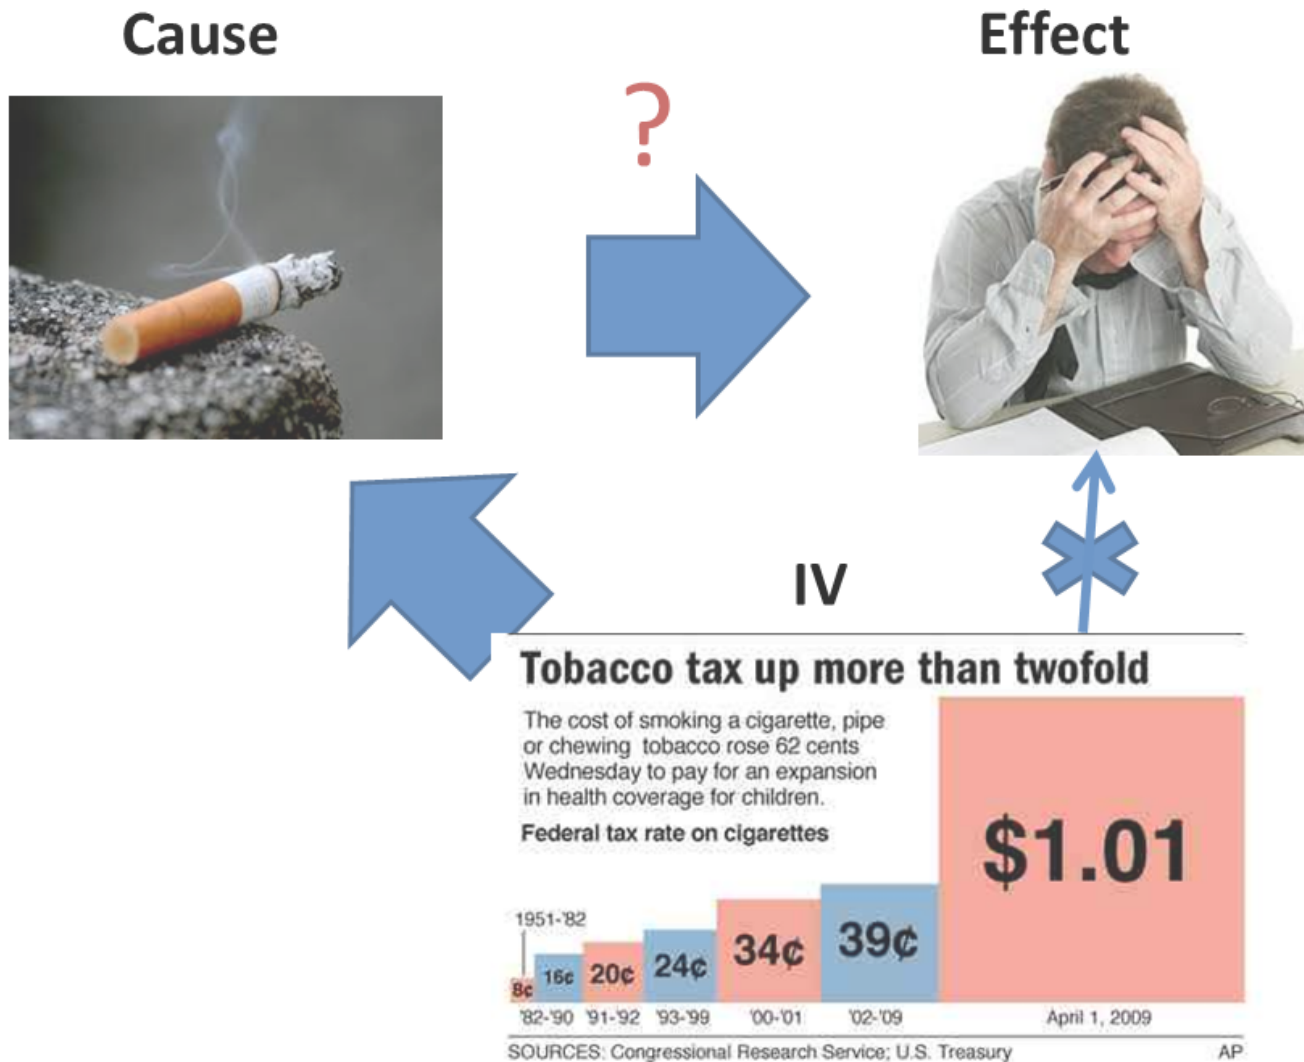 Cause
Effect
?
IV
Tobacco tax up more than twofold
The cost of smoking a cigarette, pipe
or chewing tobacco rose 62 cents
Wednesday to pay for an expansion
in health coverage for children.
Federal tax rate on cigarettes
$1.01
1951-'82
8¢
16¢
20¢
24¢
34¢
39¢
'82-'90 '91-'92 '93-'99 '00-'01 '02-'09 April 1, 2009
SOURCES: Congressional Research Service; U.S. Treasury AP